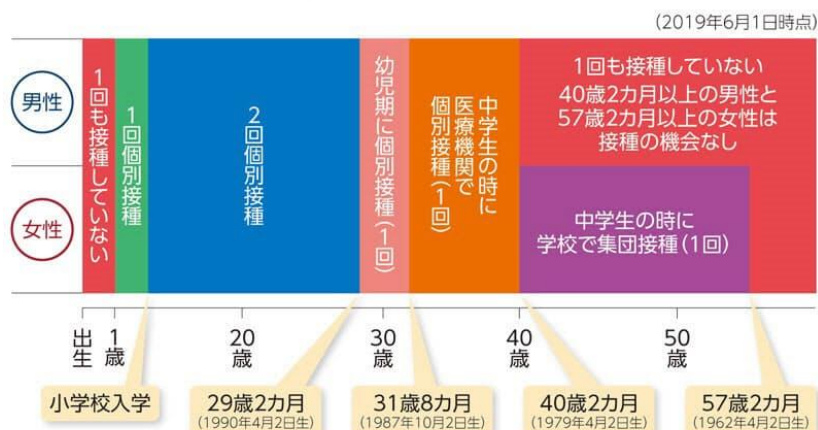 (2019年6月1日時点)
男性
女性
1回も接種していない
1回個別接種
2回個別接種
幼児期に個別接種(1回)
中学生の時に
医療機関で
個別接種(1回)
1回も接種していない
40歳2カ月以上の男性と
57歳2カ月以上の女性は
接種の機会なし
中学生の時に
学校で集団接種(1回)
出生
1歳
20歳
30歳
40歳
50歳
小学校入学
29歳2カ月
(1990年4月2日生)
31歳8カ月
(1987年10月2日生)
40歳2カ月
(1979年4月2日生)
57歳2カ月
(1962年4月2日生)